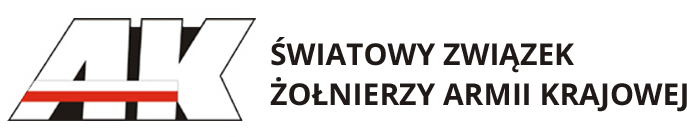 AK
ŚWIATOWY ZWIĄZEK
ŻOŁNIERZY ARMII KRAJOWEJ